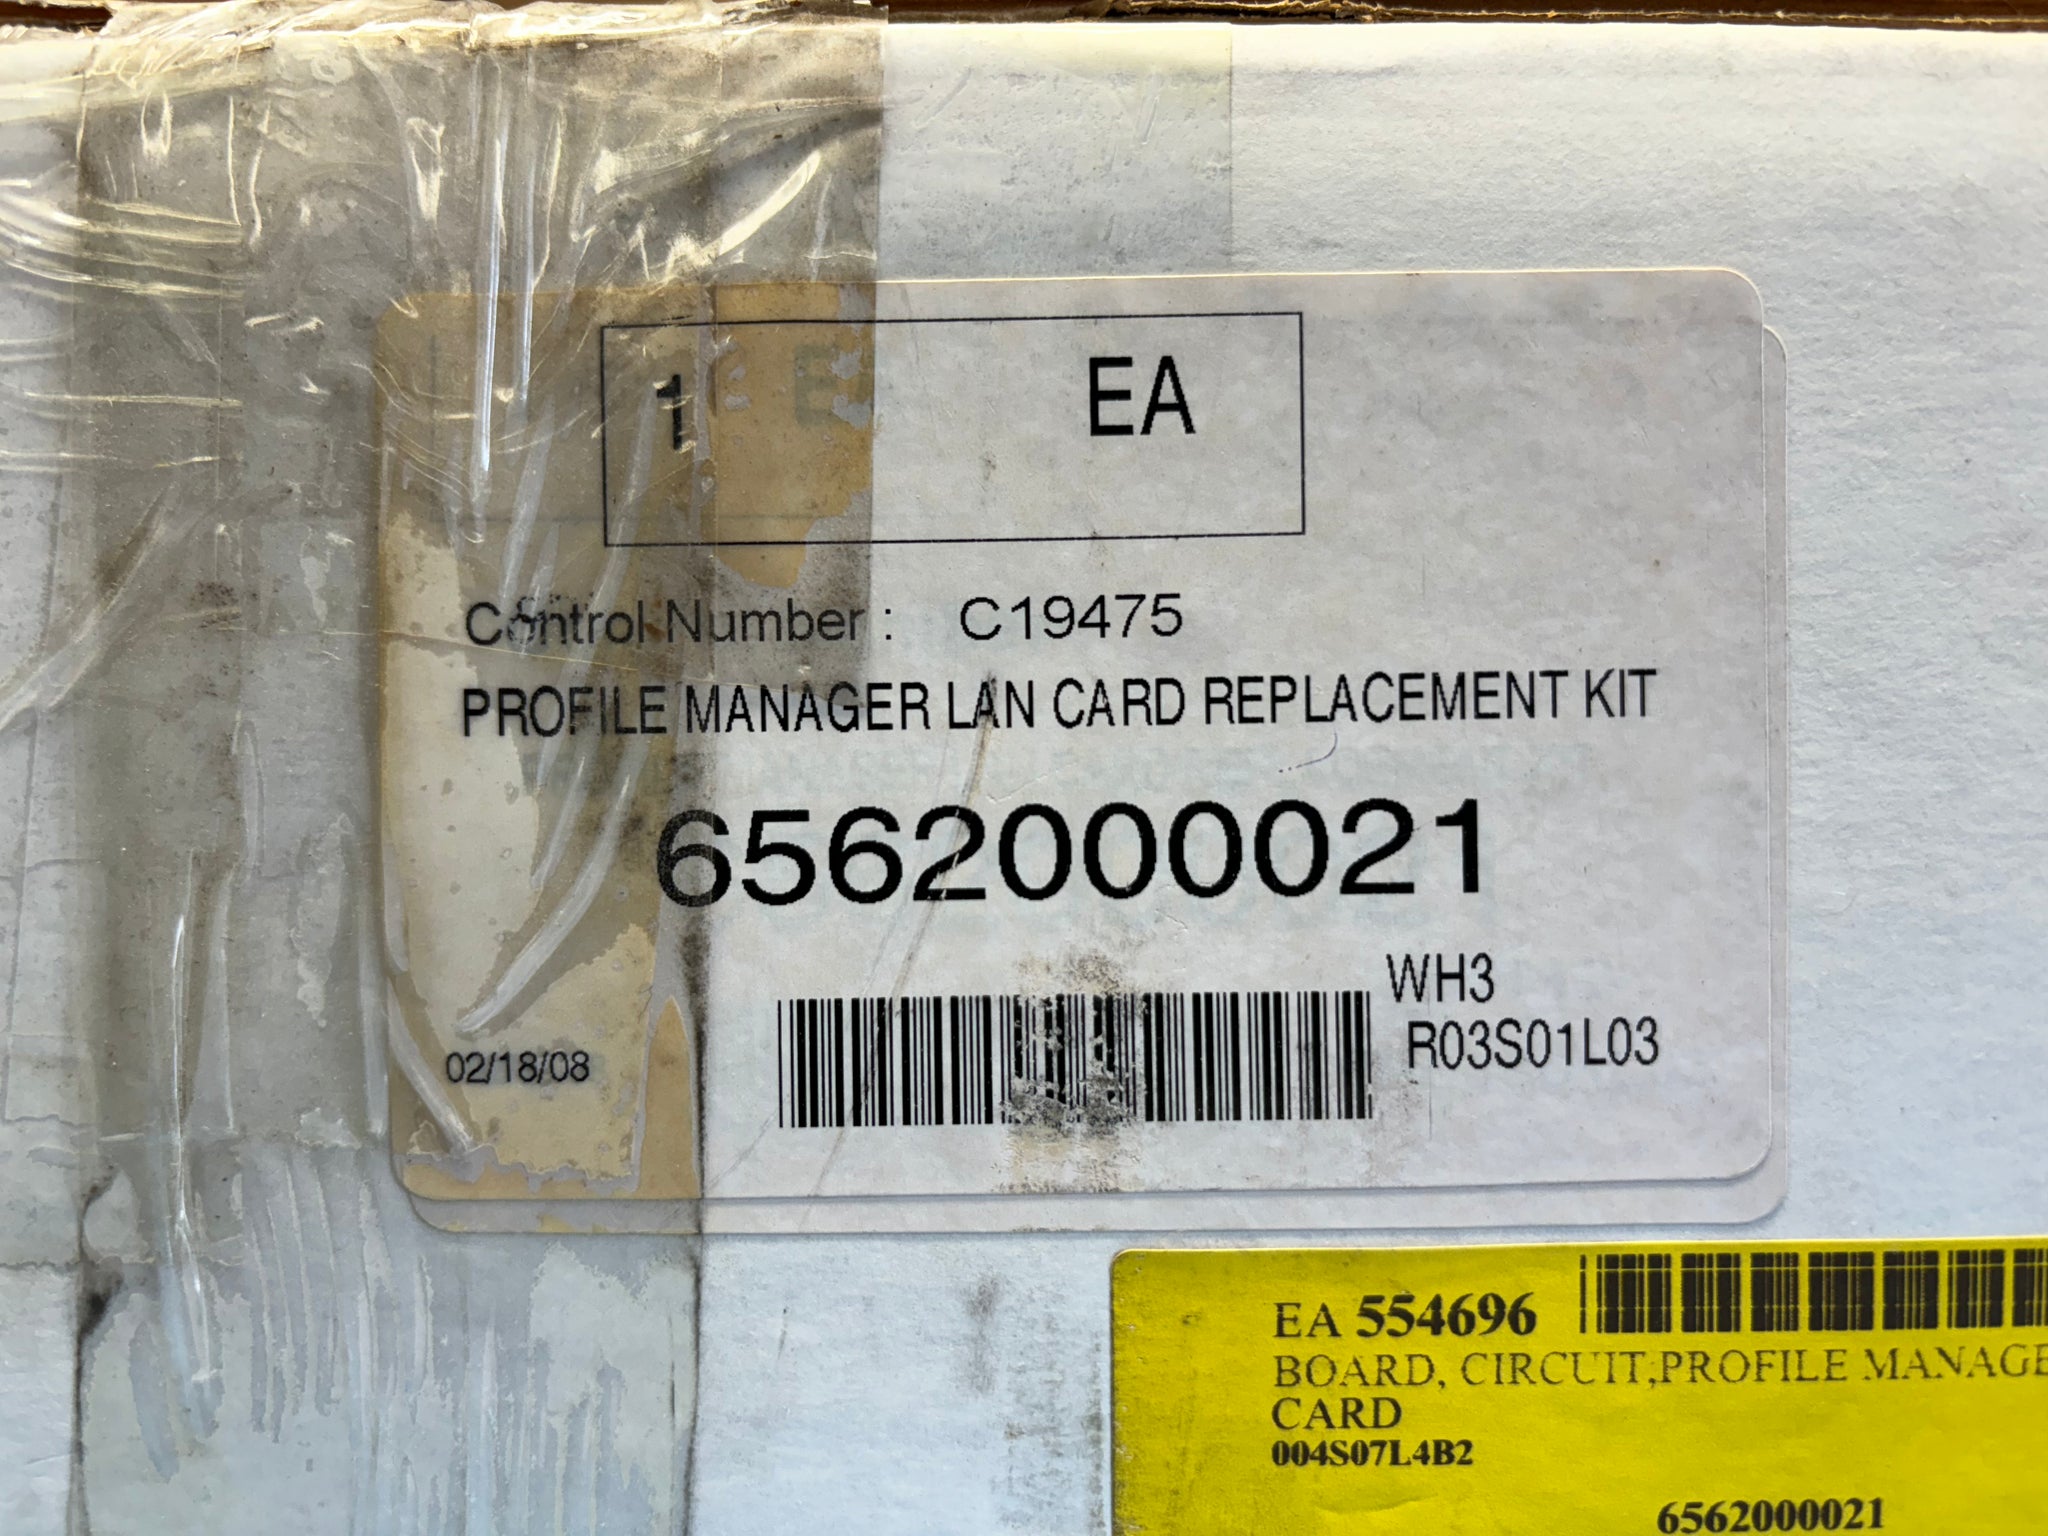 1 EA
Control Number : C19475
PROFILE MANAGER LAN CARD REPLACEMENT KIT
6562000021
WH3
R03S01L03
02/18/08
EA 554696
BOARD, CIRCUIT;PROFILE MANAGE
CARD
004S07L4B2
6562000021